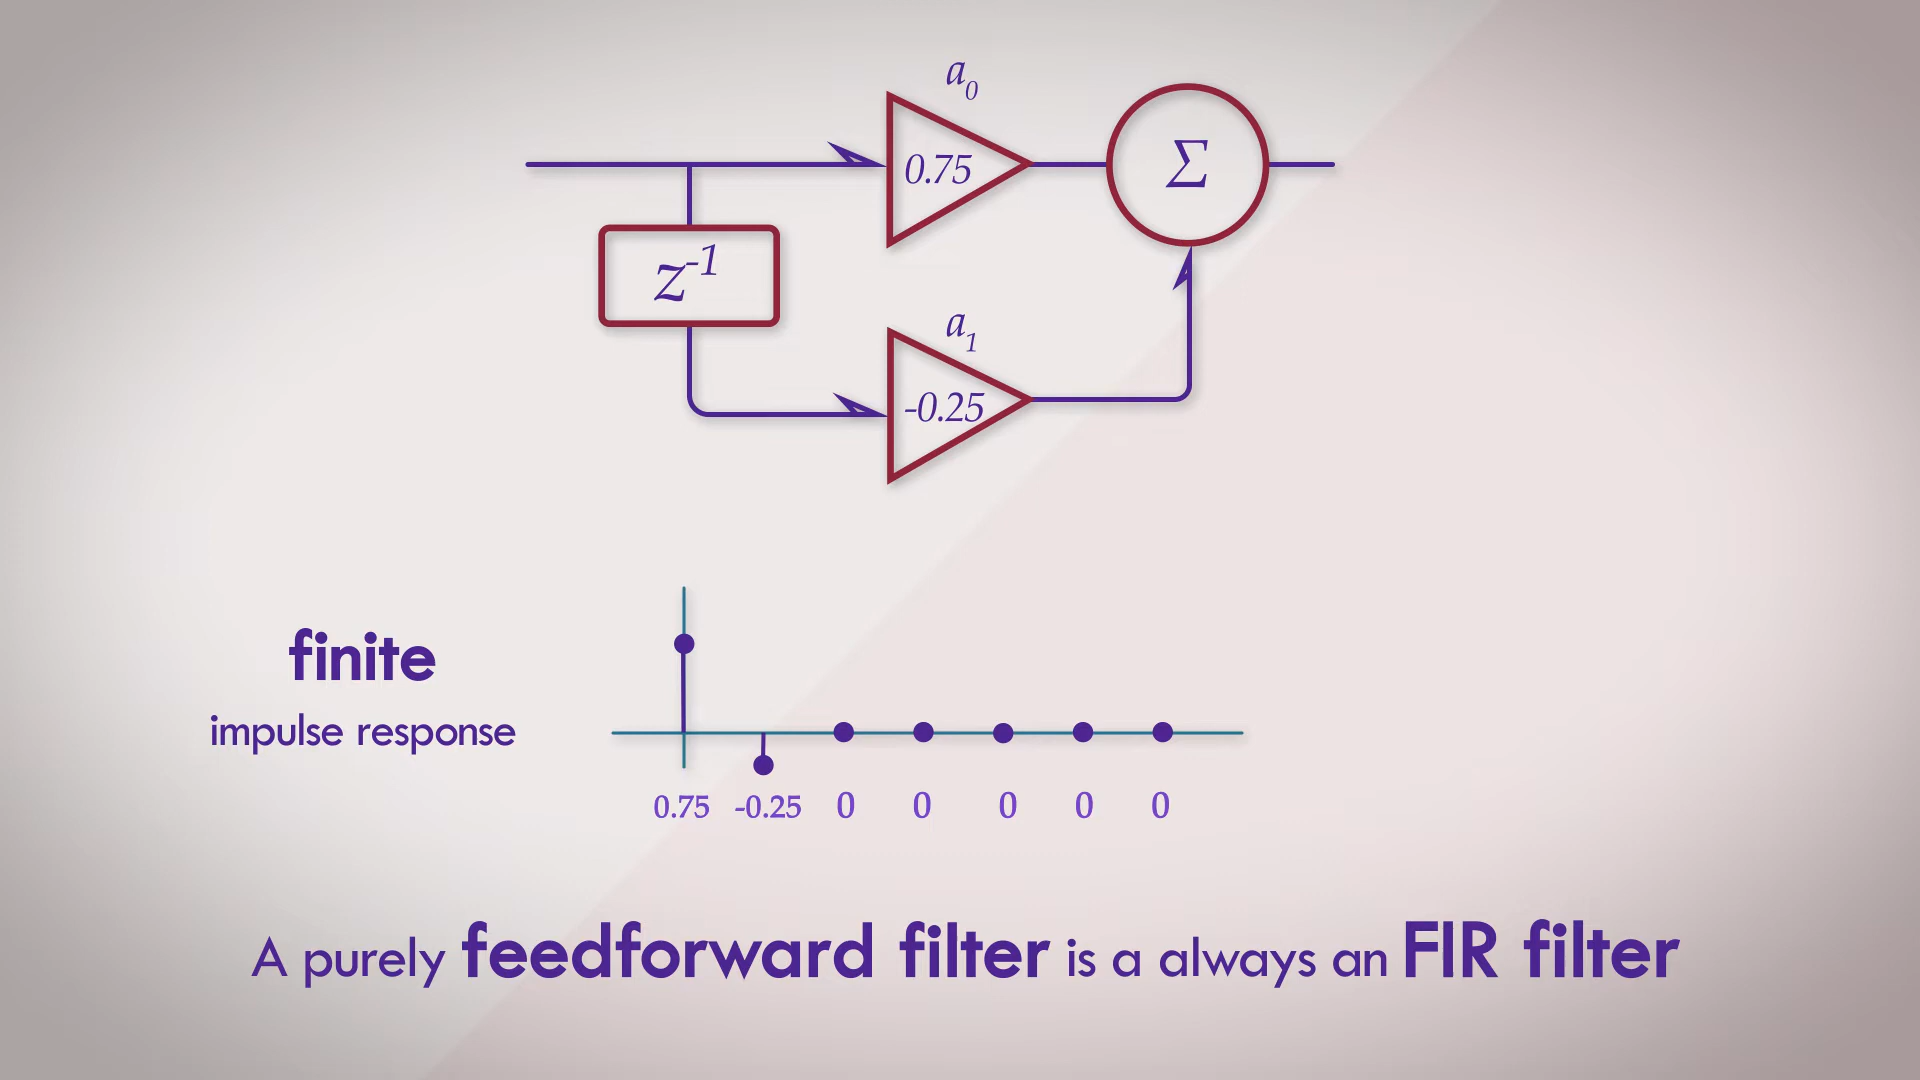 a0
0.75
Σ
z-1
a1
-0.25
finite
impulse response
0.75 -0.25 0 0 0 0 0
A purely feedforward filter is a always an FIR filter